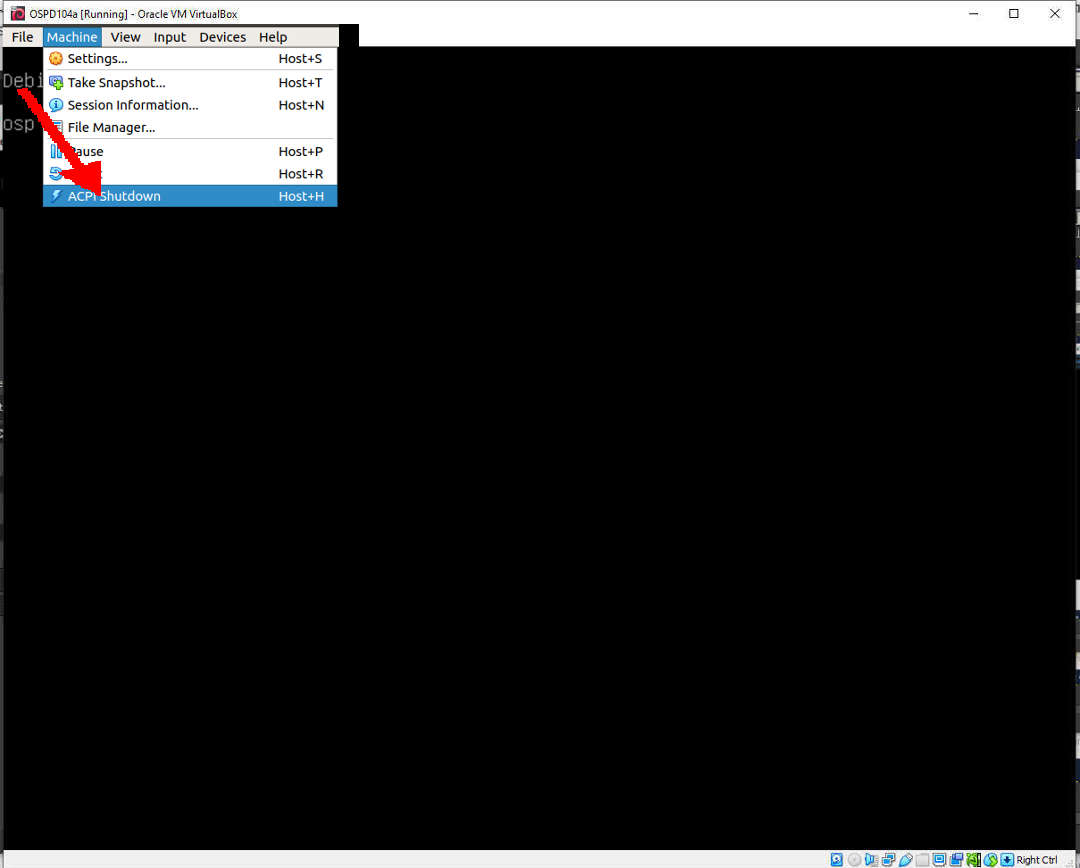 OSPD104a [Running] - Oracle VM VirtualBox
File Machine View Input Devices Help
Settings... Host+S
Debi
Take Snapshot... Host+T
Session Information... Host+N
osp
File Manager... Host+P
Pause Host+P
Host+R
ACPI Shutdown Host+H
Right Ctrl